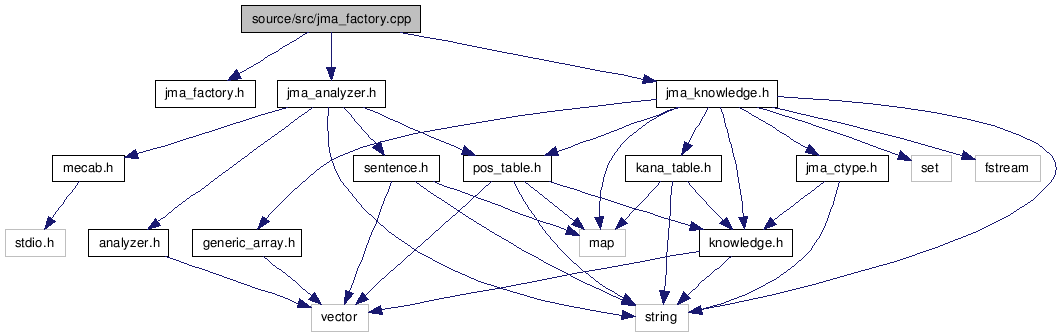 source/src/jma_factory.cpp
jma_factory.h
jma_analyzer.h
jma_knowledge.h
mecab.h
sentence.h
pos_table.h
kana_table.h
jma_ctype.h
set
fstream
stdio.h
analyzer.h
generic_array.h
map
knowledge.h
vector
string